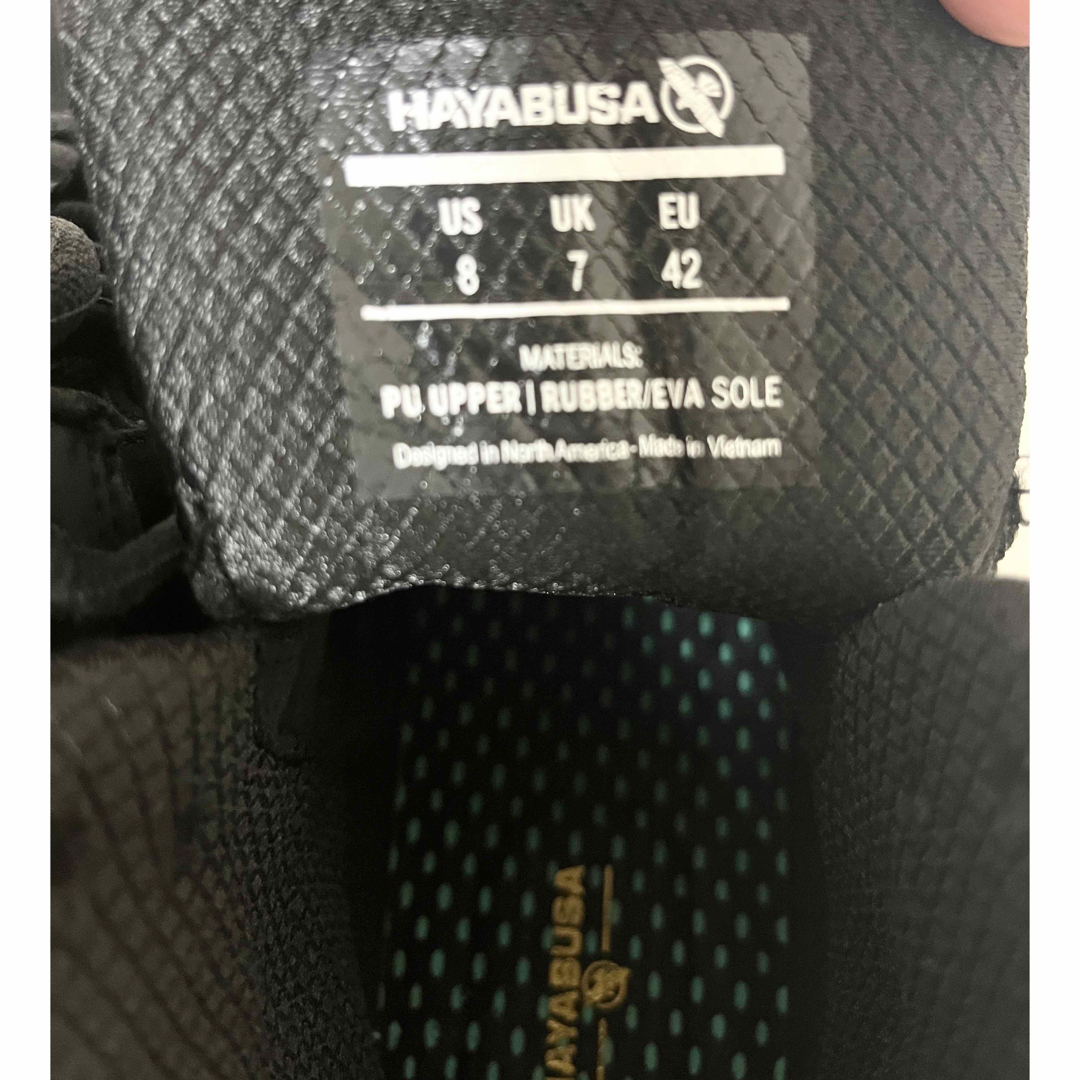 HAYABUSA
US UK EU
8 7 42
MATERIALS:
PU UPPER | RUBBER/EVA SOLE
Designed in North America - Made in Vietnam
HAYABUSA